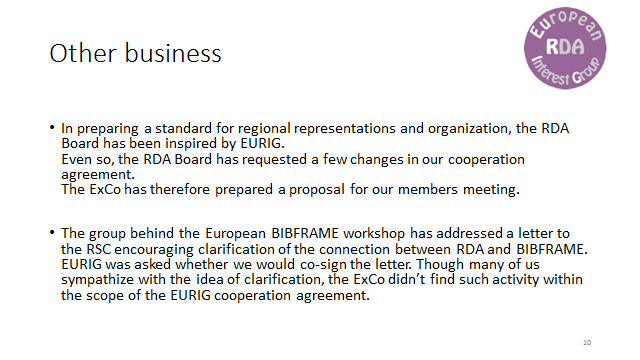 Other business
European
RDA
Interest Group
• In preparing a standard for regional representations and organization, the RDA
Board has been inspired by EURIG.
Even so, the RDA Board has requested a few changes in our cooperation
agreement.
The ExCo has therefore prepared a proposal for our members meeting.
• The group behind the European BIBFRAME workshop has addressed a letter to
the RSC encouraging clarification of the connection between RDA and BIBFRAME.
EURIG was asked whether we would co-sign the letter. Though many of us
sympathize with the idea of clarification, the ExCo didn’t find such activity within
the scope of the EURIG cooperation agreement.
10